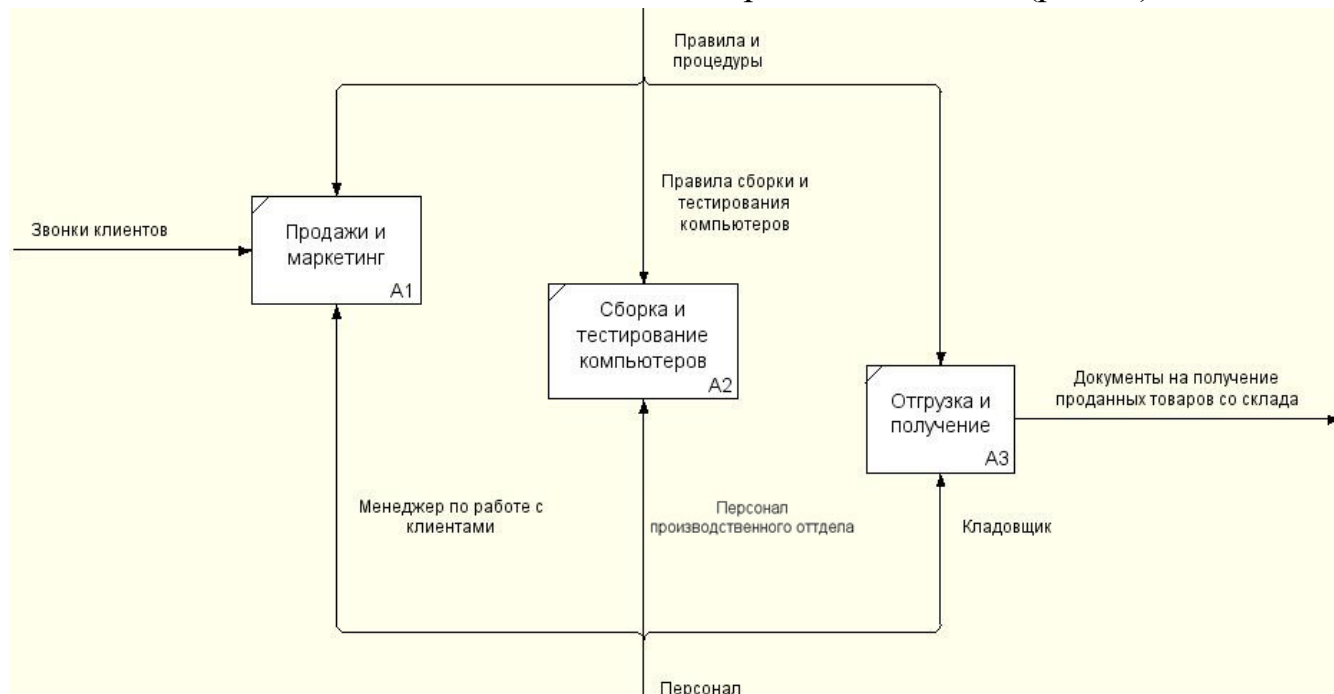 Правила и
процедуры
Правила сборки и
тестирования
компьютеров
Звонки клиентов
Продажи и
маркетинг
A1
Сборка и
тестирование
компьютеров
A2
Документы на получение
проданных товаров со склада
Отгрузка и
получение
A3
Менеджер по работе с
клиентами
Персонал
производственного оттдела
Кладовщик
Персонал